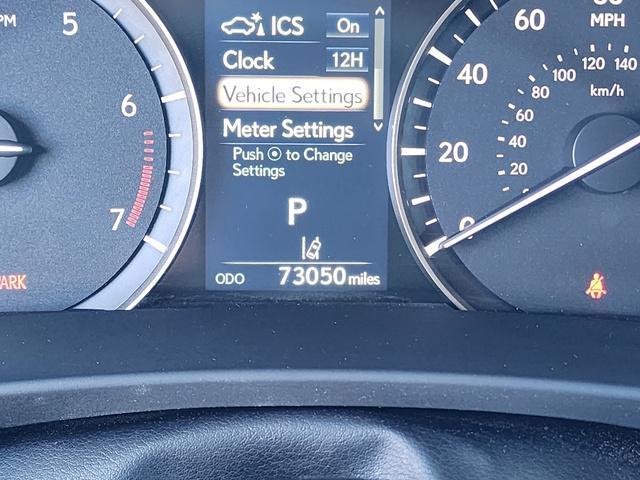 5
6
7
ICS On
Clock 12H
Vehicle Settings
Meter Settings
Push to Change
Settings
P
ODO 73050 miles
60
MPH
40
20
0
140
120
100
80
60
40
20
km/h